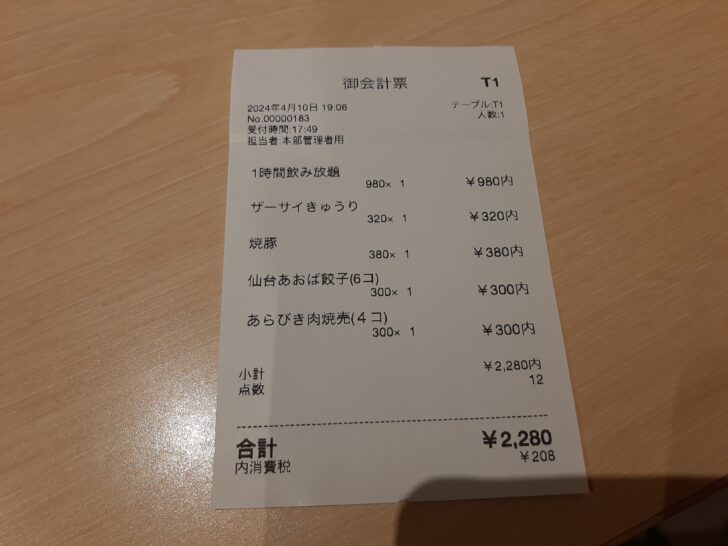 御会計票 T1
2024年4月10日 19:06 テーブル:T1
No.00000183 人数:1
受付時間:17:49
担当者:本部管理者用
1時間飲み放題
980× 1 ¥980内
ザーサイきゅうり
320× 1 ¥320内
焼豚
380× 1 ¥380内
仙台あおば餃子(6コ)
300× 1 ¥300内
あらびき肉焼売(4コ)
300× 1 ¥300内
小計 ¥2,280内
点数 12
合計 ¥2,280
内消費税 ¥208